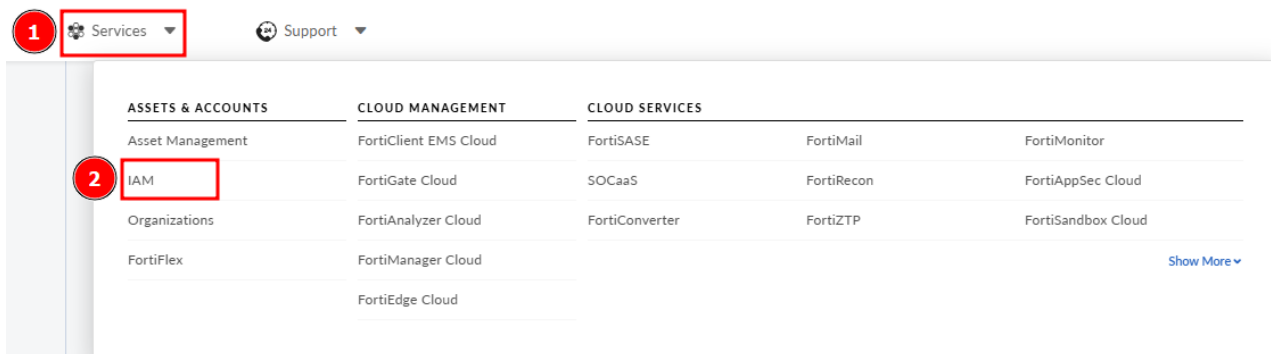 1 Services Support
ASSETS & ACCOUNTS CLOUD MANAGEMENT CLOUD SERVICES
Asset Management FortiClient EMS Cloud FortiSASE FortiMail FortiMonitor
2 IAM FortiGate Cloud SOCaaS FortiRecon FortiAppSec Cloud
Organizations FortiAnalyzer Cloud FortiConverter FortiZTP FortiSandbox Cloud
FortiFlex FortiManager Cloud Show More
FortiEdge Cloud